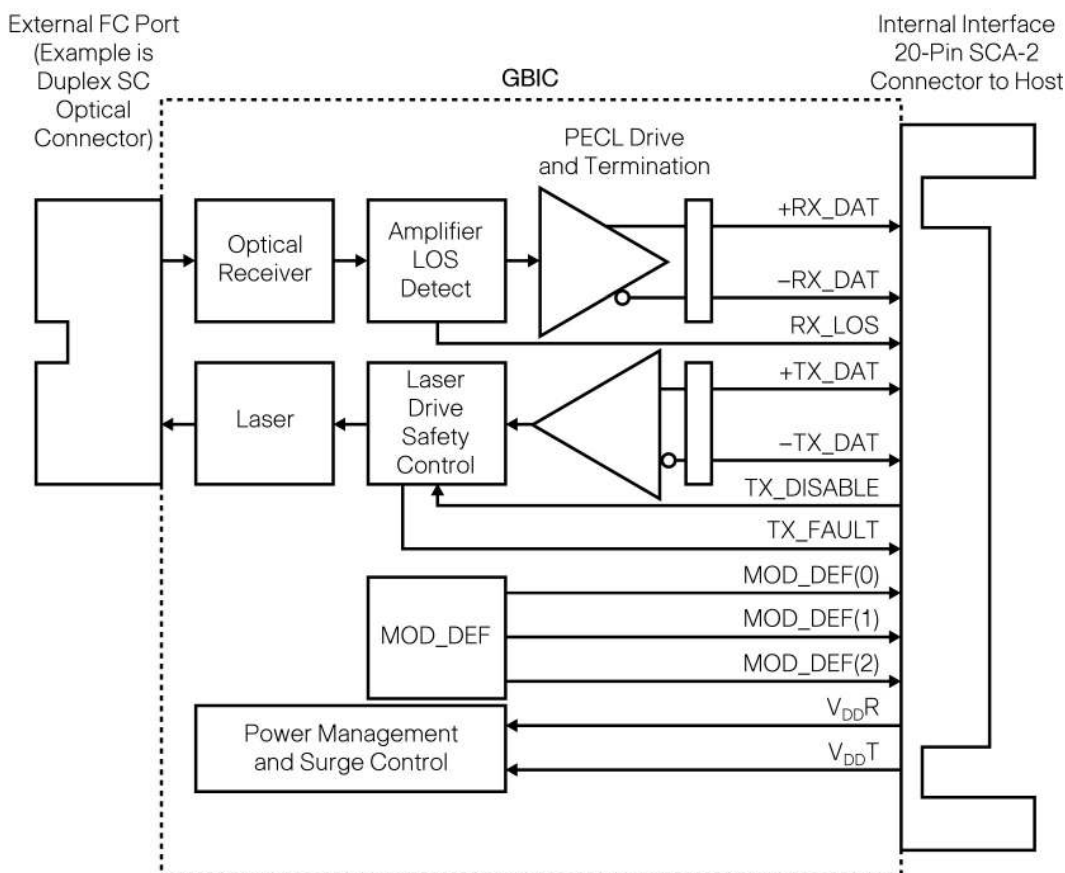 External FC Port
(Example is
Duplex SC
Optical
Connector)
Internal Interface
20-Pin SCA-2
Connector to Host
GBIC
PECL Drive
and Termination
Optical
Receiver
Amplifier
LOS
Detect
+RX_DAT
–RX_DAT
RX_LOS
Laser
Laser
Drive
Safety
Control
+TX_DAT
–TX_DAT
TX_DISABLE
TX_FAULT
MOD_DEF
MOD_DEF(0)
MOD_DEF(1)
MOD_DEF(2)
Power Management
and Surge Control
VDDR
VDDT